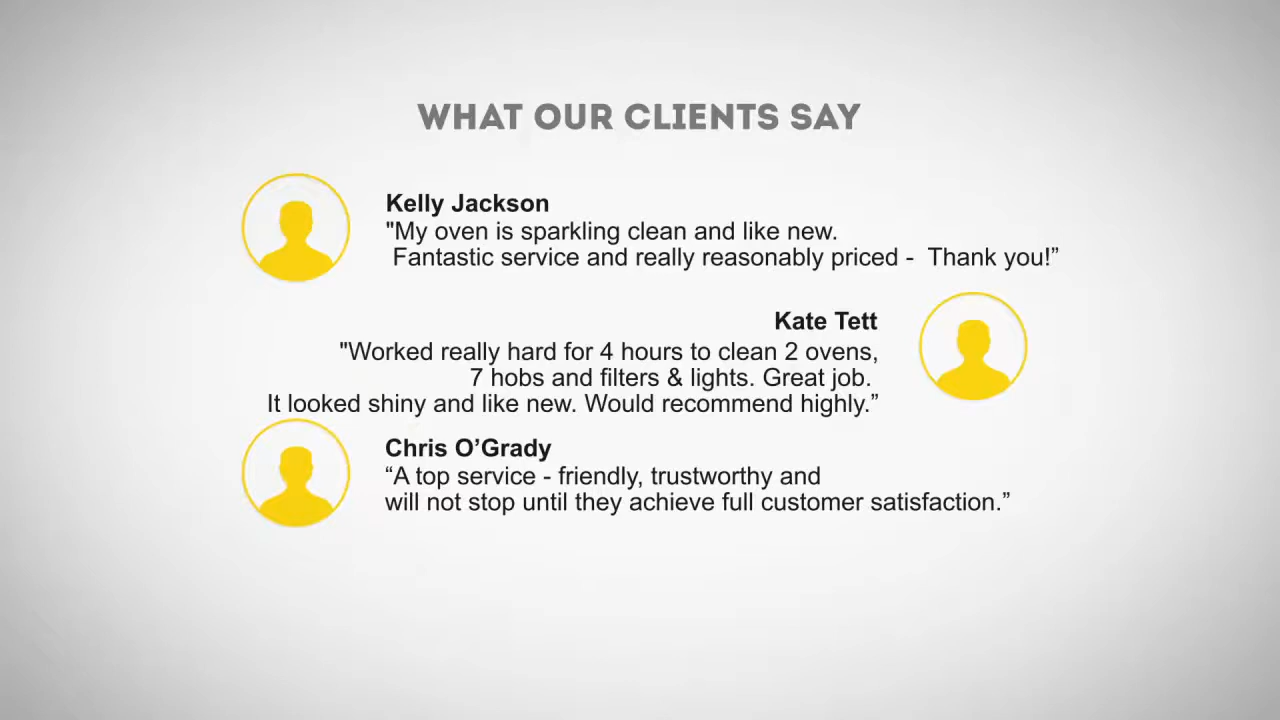 WHAT OUR CLIENTS SAY
Kelly Jackson
"My oven is sparkling clean and like new.
Fantastic service and really reasonably priced -  Thank you!”
Kate Tett
"Worked really hard for 4 hours to clean 2 ovens,
7 hobs and filters & lights. Great job.
It looked shiny and like new. Would recommend highly.”
Chris O’Grady
“A top service - friendly, trustworthy and
will not stop until they achieve full customer satisfaction.”